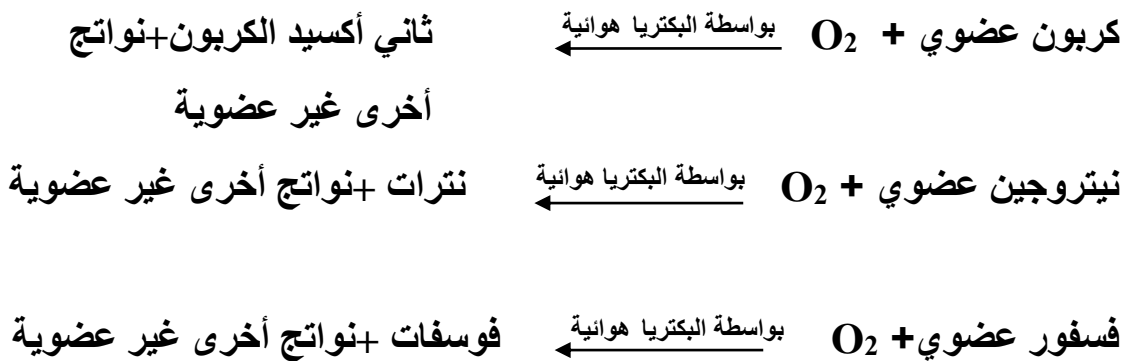 كربون عضوي + O₂ بواسطة البكتريا هوائية ثاني أكسيد الكربون+نواتج
أخرى غير عضوية
نيتروجين عضوي + O₂ بواسطة البكتريا هوائية نترات +نواتج أخرى غير عضوية
فسفور عضوي+ O₂ بواسطة البكتريا هوائية فوسفات +نواتج أخرى غير عضوية